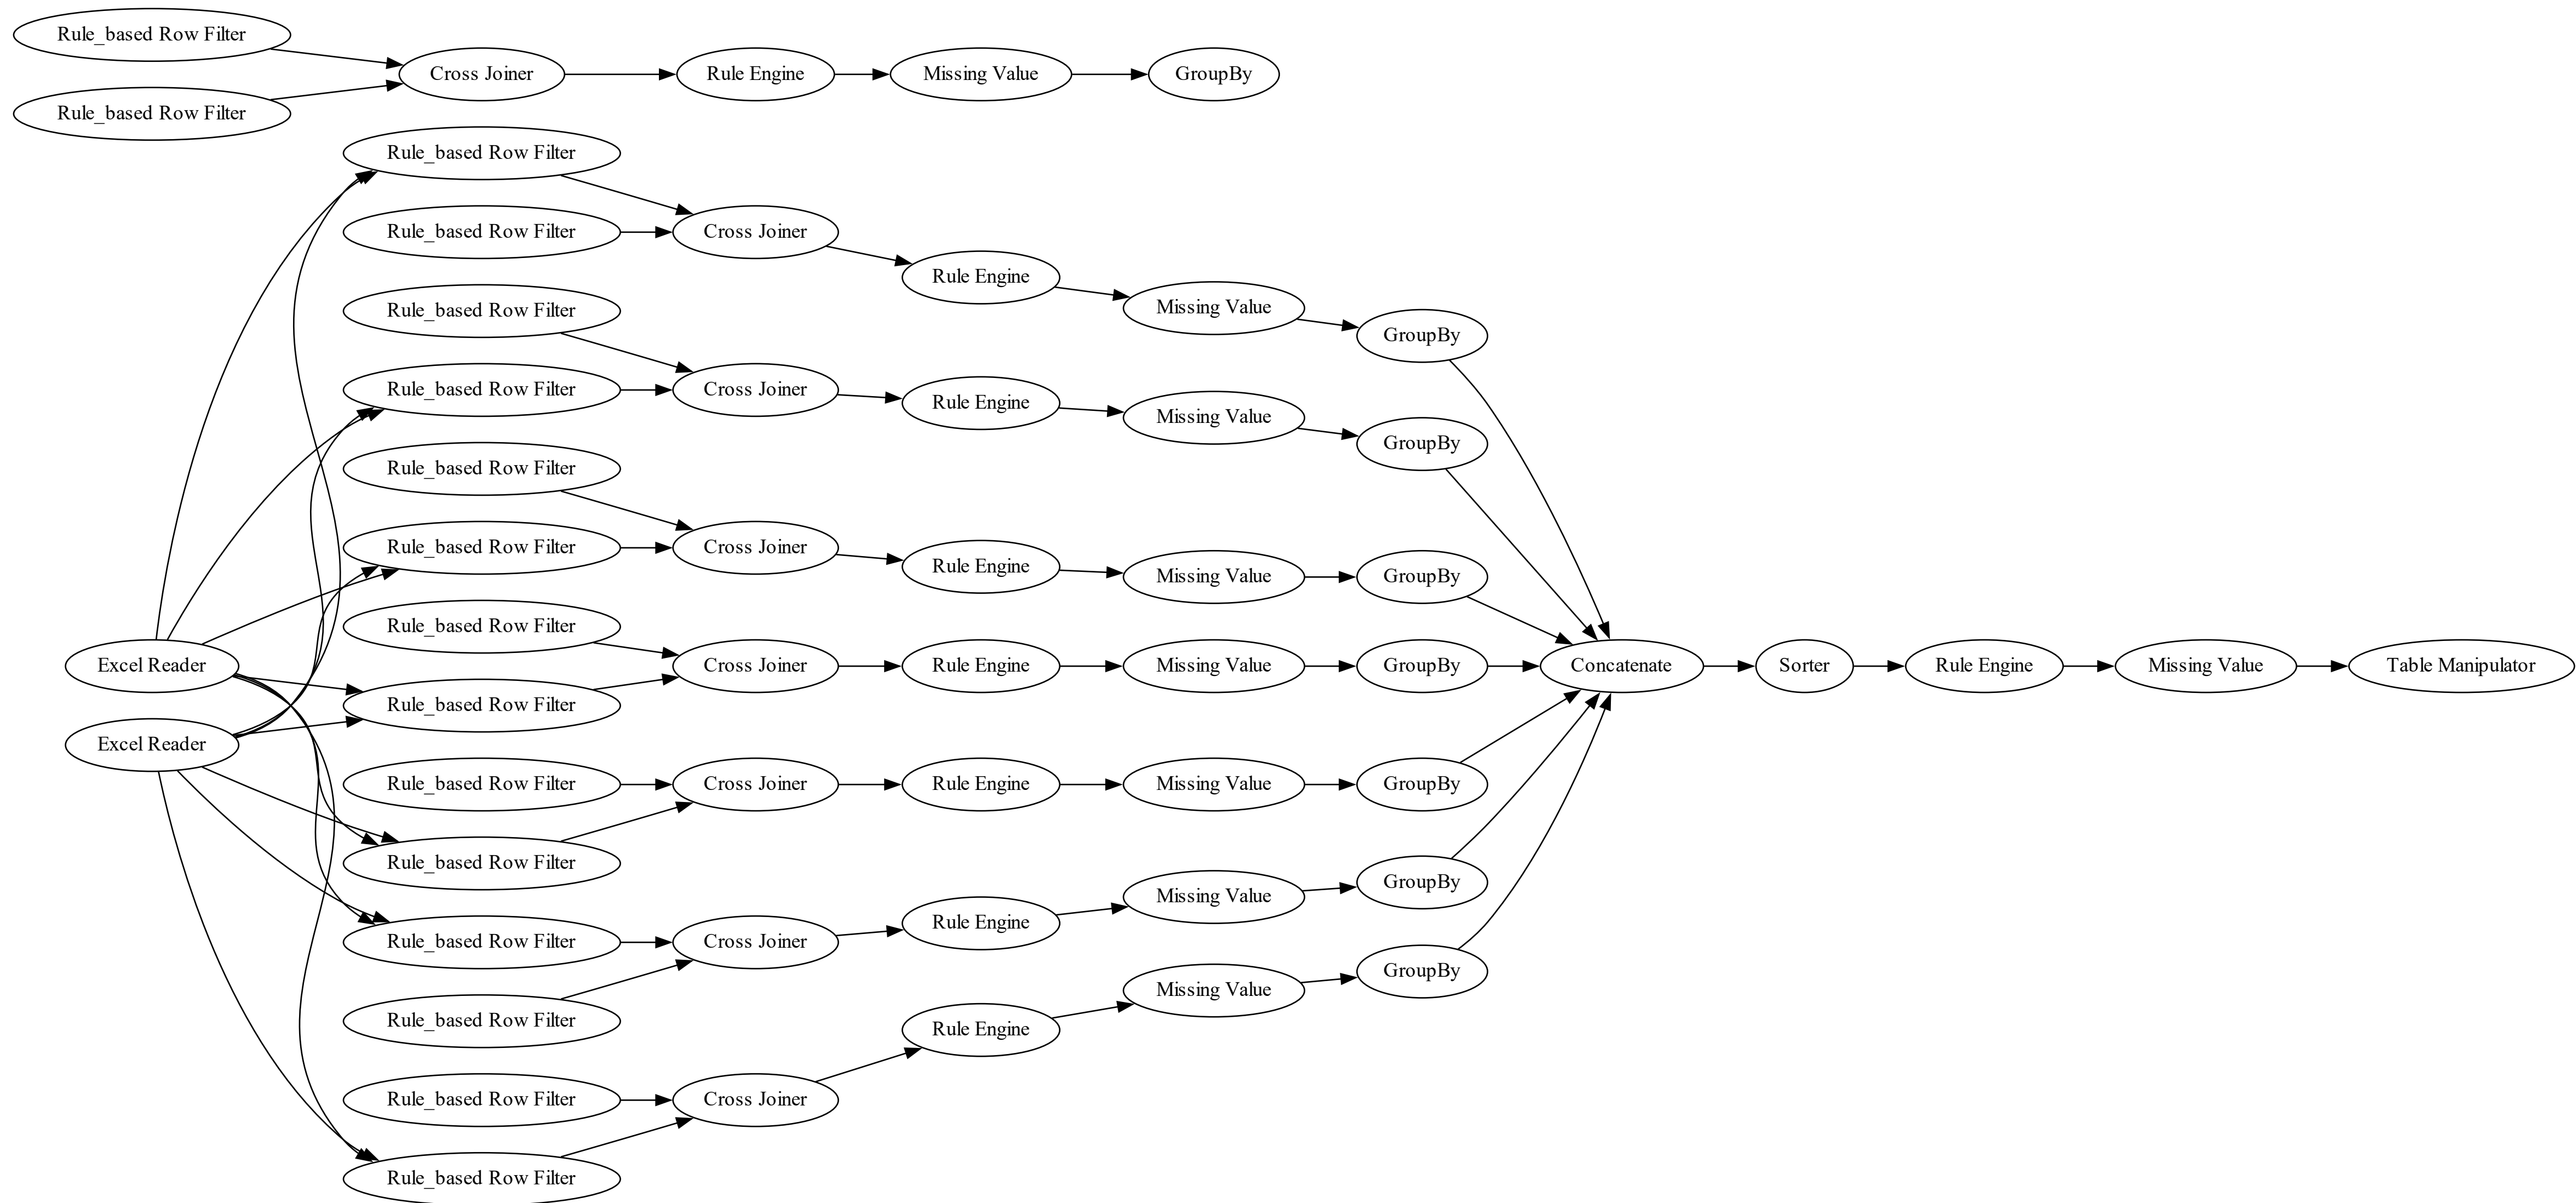 Rule_based Row Filter
Cross Joiner
Rule Engine
Missing Value
GroupBy
Rule_based Row Filter
Rule_based Row Filter
Rule_based Row Filter
Cross Joiner
Rule Engine
Missing Value
GroupBy
Rule_based Row Filter
Rule_based Row Filter
Cross Joiner
Rule Engine
Missing Value
GroupBy
Rule_based Row Filter
Rule_based Row Filter
Cross Joiner
Rule Engine
Missing Value
GroupBy
Rule_based Row Filter
Excel Reader
Cross Joiner
Rule Engine
Missing Value
GroupBy
Concatenate
Sorter
Rule Engine
Missing Value
Table Manipulator
Rule_based Row Filter
Excel Reader
Rule_based Row Filter
Cross Joiner
Rule Engine
Missing Value
GroupBy
Rule_based Row Filter
Rule_based Row Filter
Cross Joiner
Rule Engine
Missing Value
GroupBy
Rule_based Row Filter
Rule_based Row Filter
Cross Joiner
Rule Engine
Missing Value
GroupBy
Rule_based Row Filter